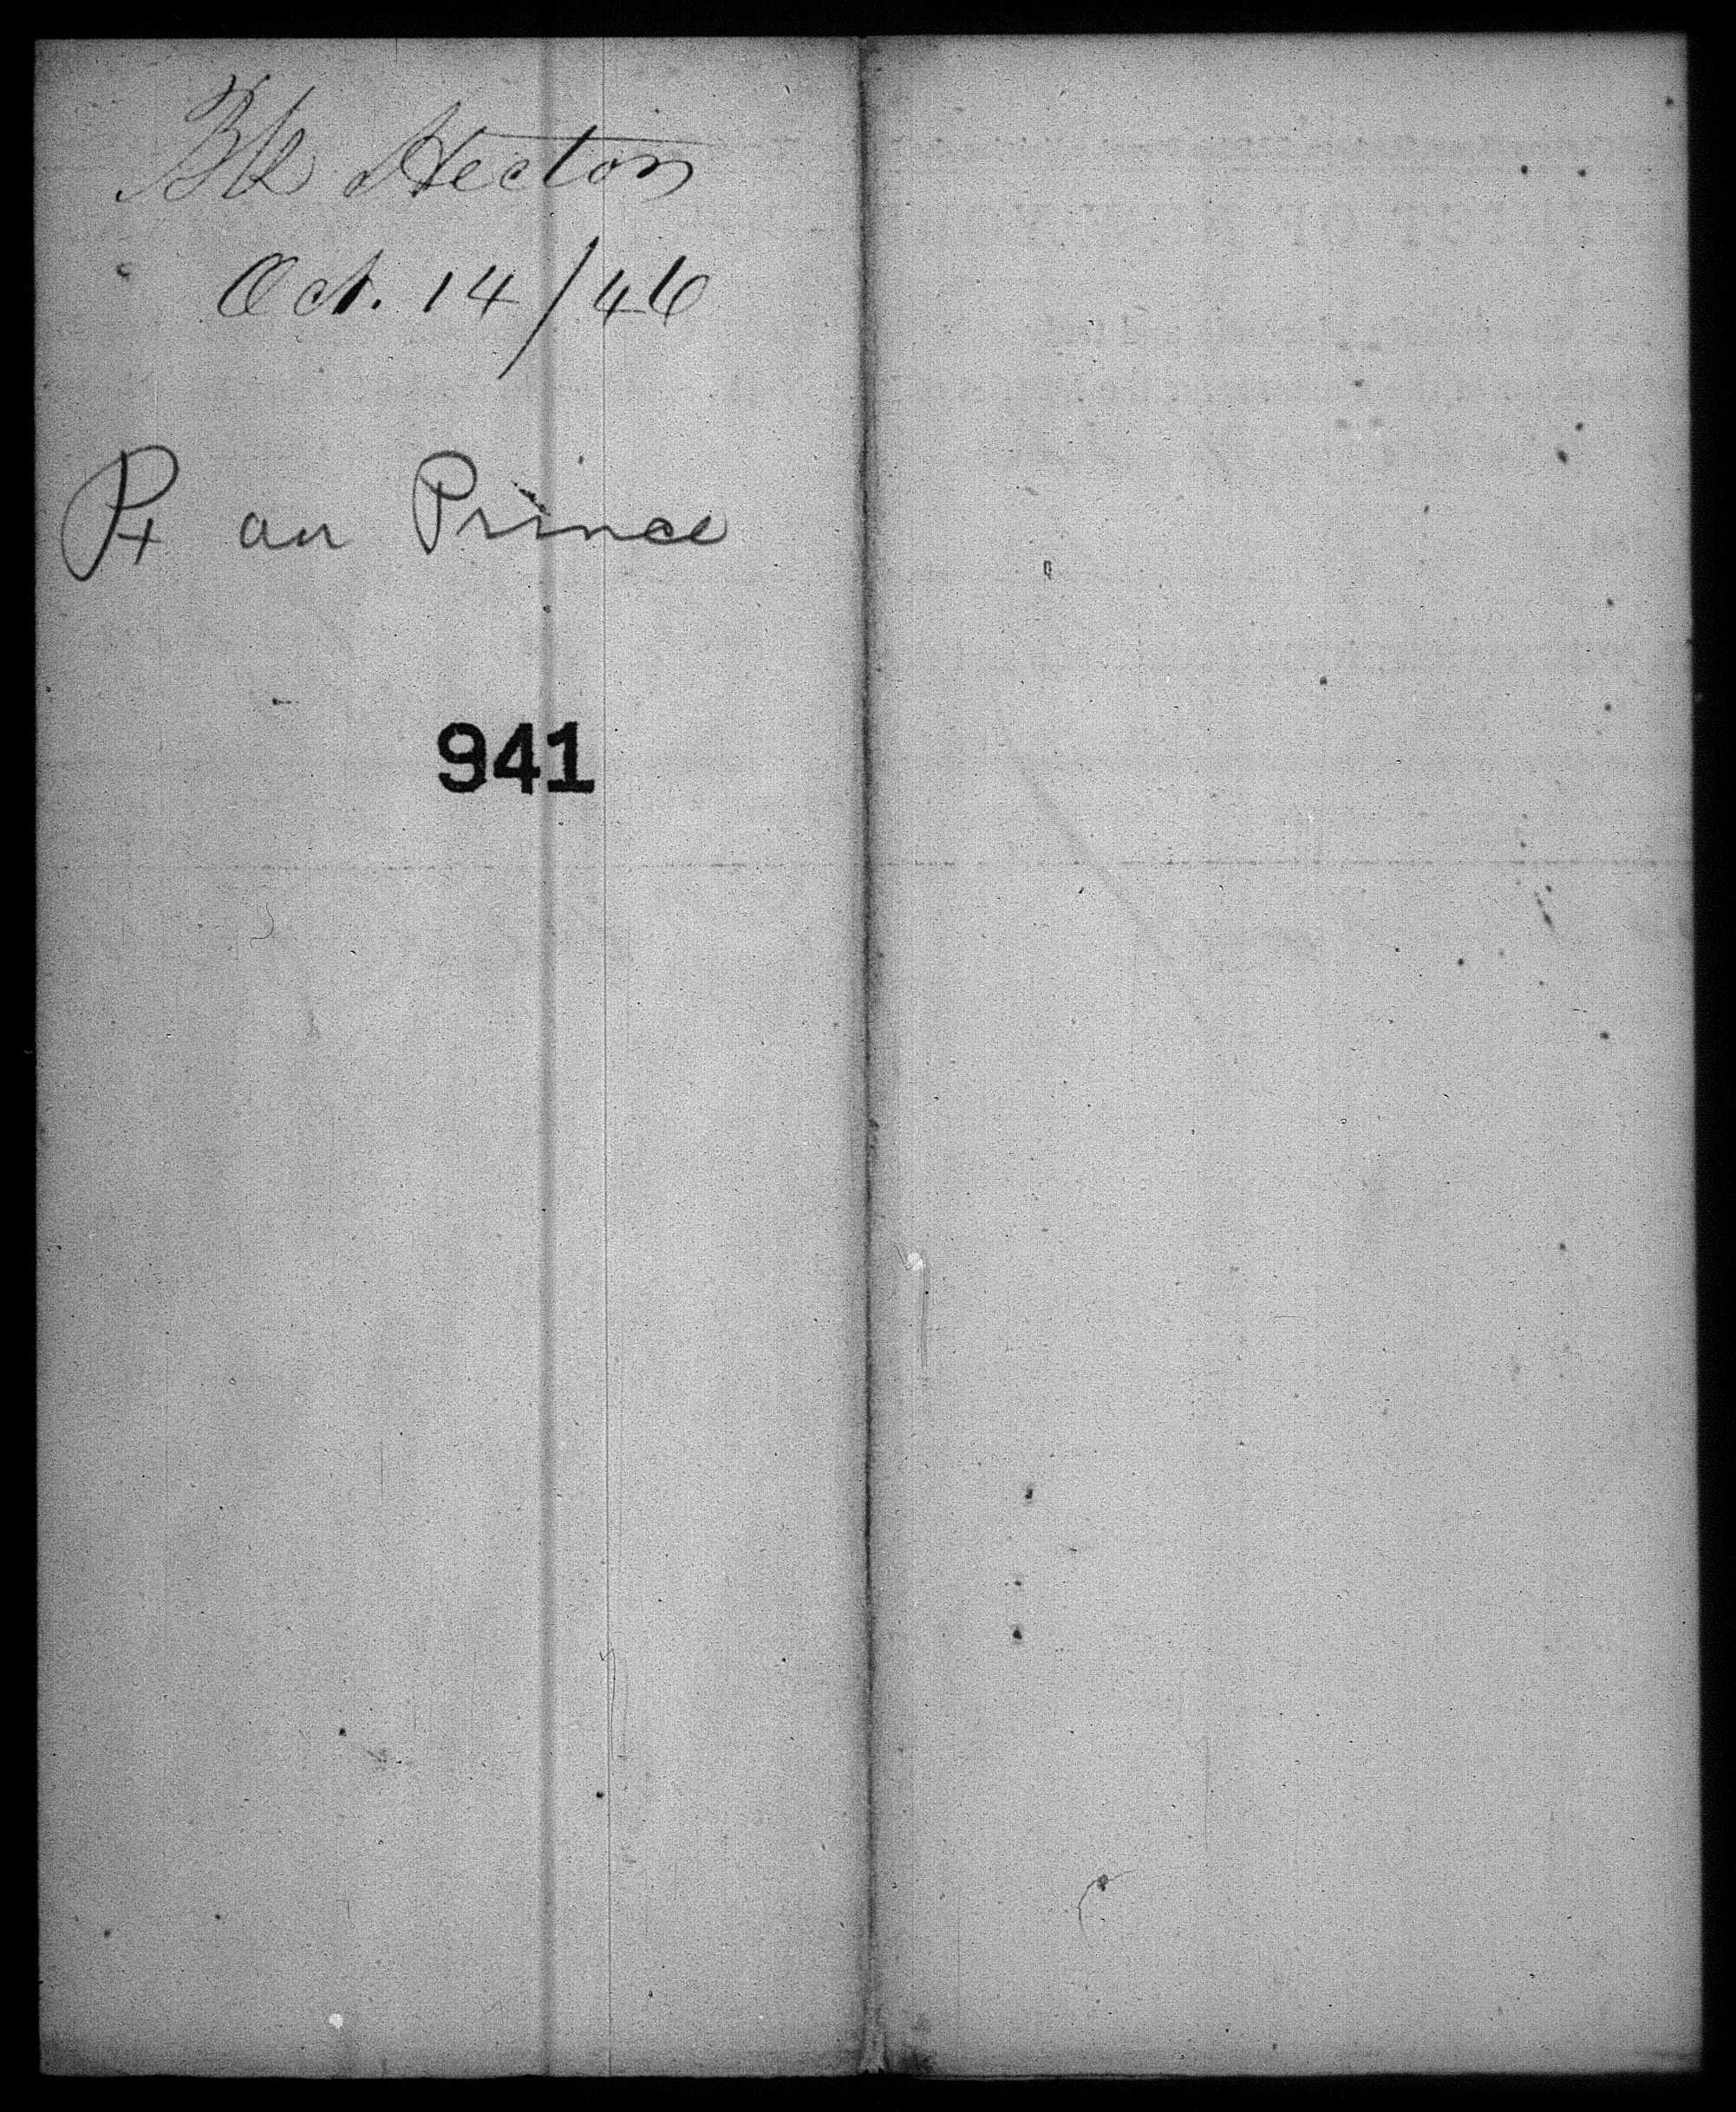 Bk Hector
Oct. 14/46
Pt au Prince
941